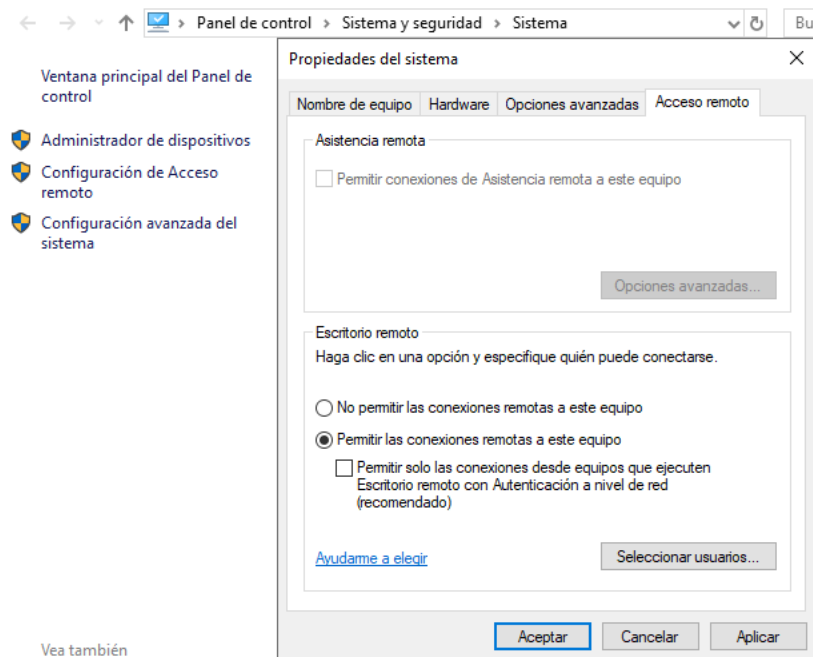 Panel de control > Sistema y seguridad > Sistema
Bu
Ventana principal del Panel de
control
Administrador de dispositivos
Configuración de Acceso
remoto
Configuración avanzada del
sistema
Vea también
Propiedades del sistema
Nombre de equipo Hardware Opciones avanzadas Acceso remoto
Asistencia remota
Permitir conexiones de Asistencia remota a este equipo
Opciones avanzadas...
Escritorio remoto
Haga clic en una opción y especifique quién puede conectarse.
No permitir las conexiones remotas a este equipo
Permitir las conexiones remotas a este equipo
Permitir solo las conexiones desde equipos que ejecuten
Escritorio remoto con Autenticación a nivel de red
(recomendado)
Ayudarme a elegir
Seleccionar usuarios...
Aceptar Cancelar Aplicar